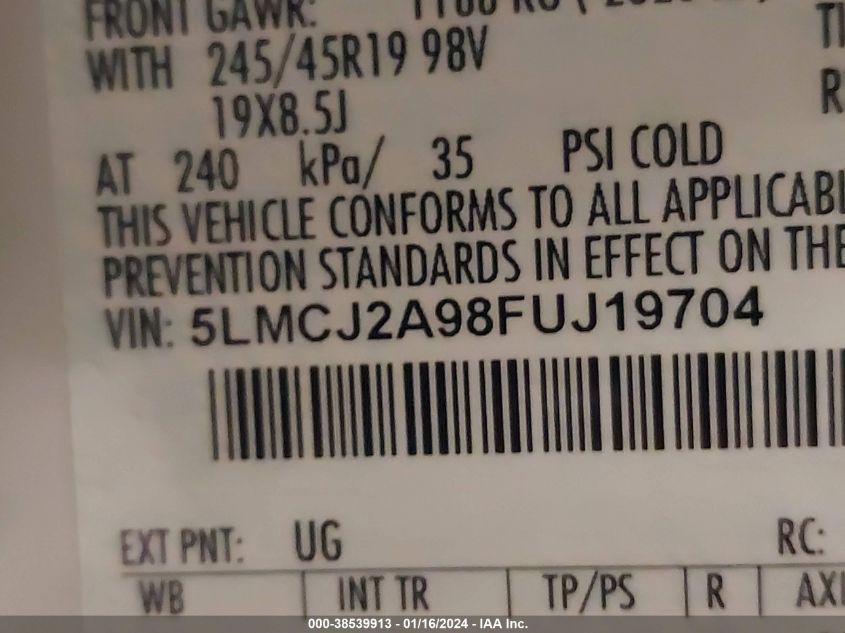 FRONT GAWR:
WITH 245/45R19 98V
19X8.5J
AT 240 kPa/ 35 PSI COLD
THIS VEHICLE CONFORMS TO ALL
PREVENTION STANDARDS IN EFFECT ON THE
VIN: 5LMCJ2A98FUJ19704
EXT PNT: UG RC:
WB INT TR TP/PS R
000-38539913 - 01/16/2024 - IAA Inc.